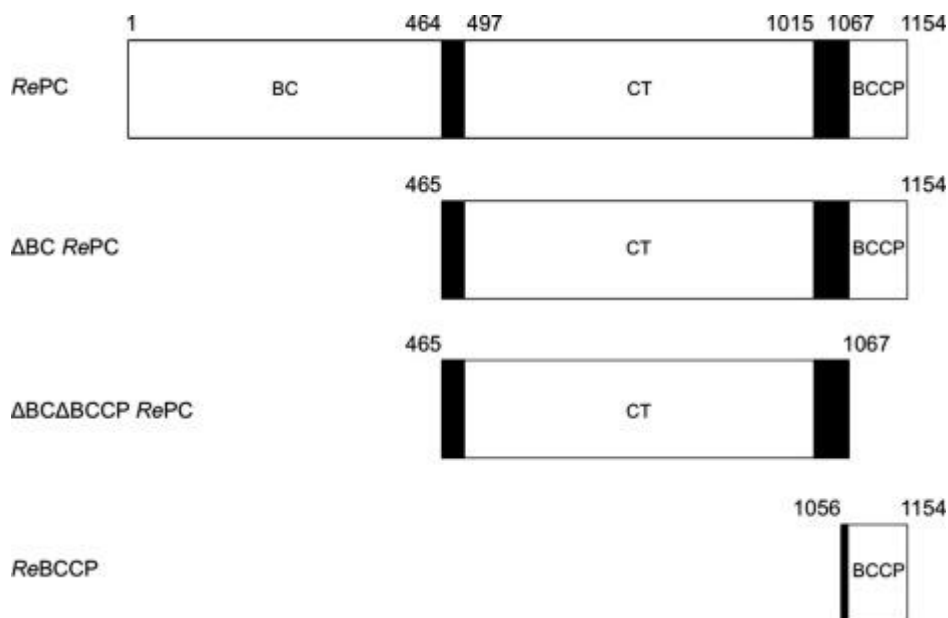 1 464 497 1015 1067 1154
RePC BC CT BCCP
465 1154
ΔBC RePC CT BCCP
465 1067
ΔBCΔBCCP RePC CT
1056 1154
ReBCCP BCCP